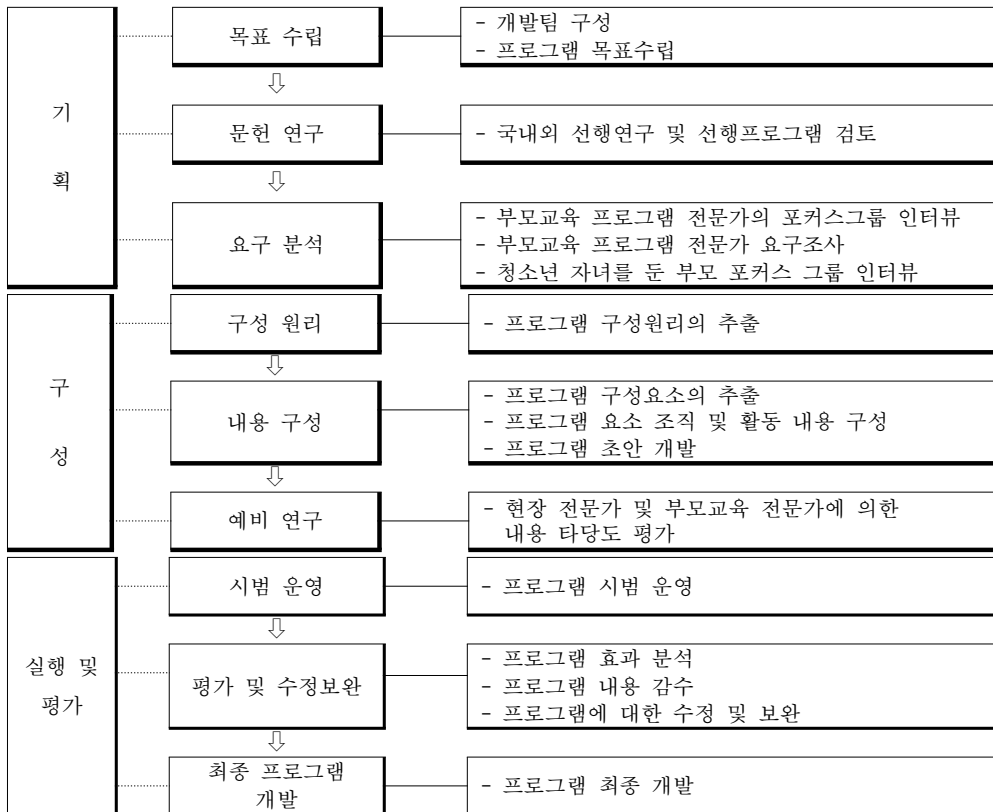 기
획
목표 수립
- 개발팀 구성
- 프로그램 목표수립
문헌 연구
- 국내외 선행연구 및 선행프로그램 검토
요구 분석
- 부모교육 프로그램 전문가의 포커스그룹 인터뷰
- 부모교육 프로그램 전문가 요구조사
- 청소년 자녀를 둔 부모 포커스 그룹 인터뷰
구
성
구성 원리
- 프로그램 구성원리의 추출
내용 구성
- 프로그램 구성요소의 추출
- 프로그램 요소 조직 및 활동 내용 구성
- 프로그램 초안 개발
예비 연구
- 현장 전문가 및 부모교육 전문가에 의한
내용 타당도 평가
실행 및
평가
시범 운영
- 프로그램 시범 운영
평가 및 수정보완
- 프로그램 효과 분석
- 프로그램 내용 감수
- 프로그램에 대한 수정 및 보완
최종 프로그램
개발
- 프로그램 최종 개발